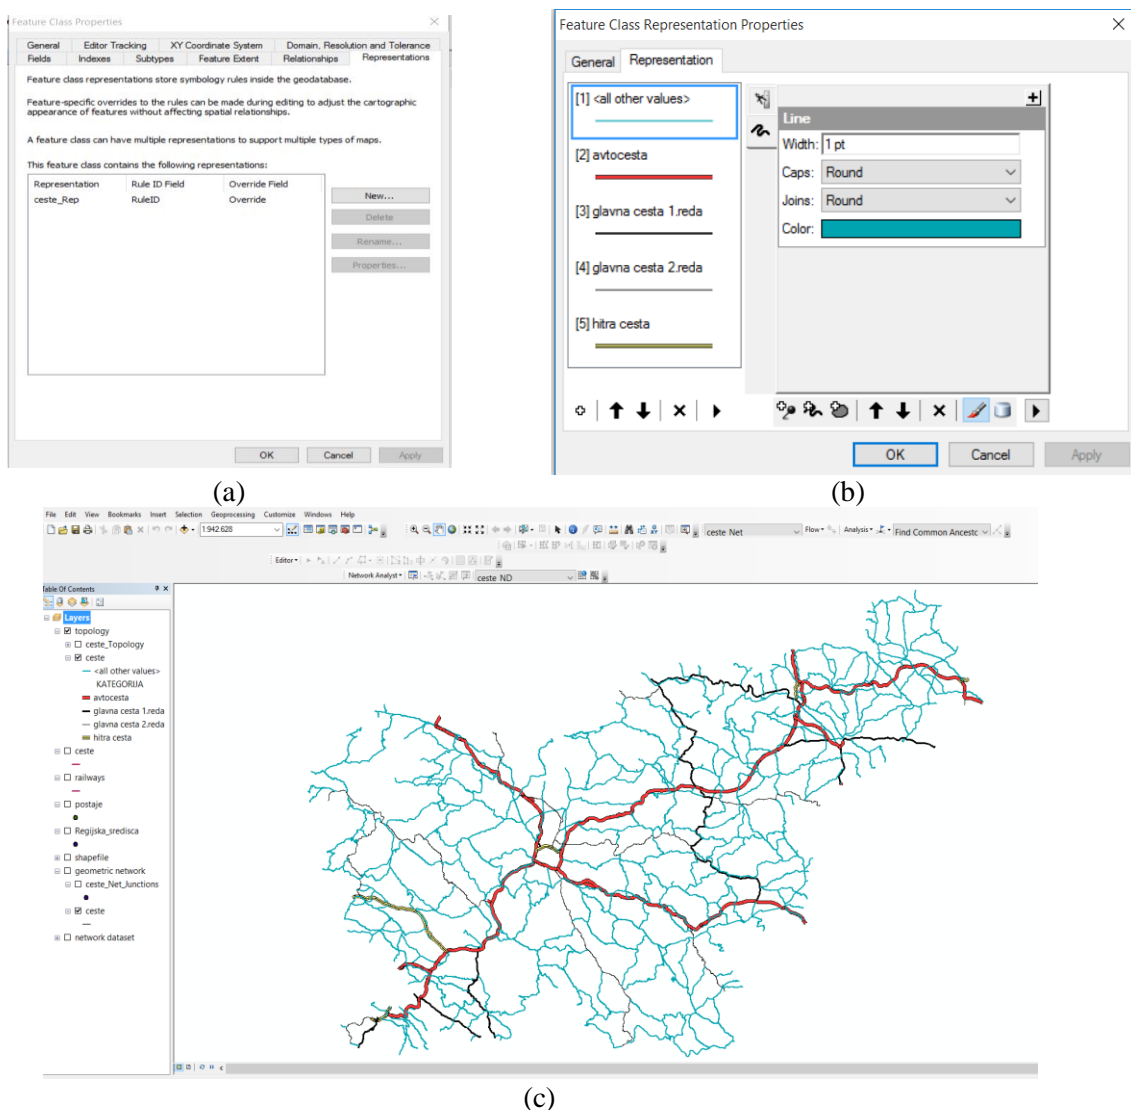 Feature Class Properties
General Editor Tracking XY Coordinate System Domain, Resolution and Tolerance
Fields Indexes Subtypes Feature Extent Relationships Representations
Feature class representations store symbology rules inside the geodatabase.
Feature-specific overrides to the rules can be made during editing to adjust the cartographic
appearance of features without affecting spatial relationships.
A feature class can have multiple representations to support multiple types of maps.
This feature class contains the following representations:
Representation Rule ID Field Override Field
ceste_Rep RuleID Override
New...
Delete
Rename...
Properties...
OK Cancel Apply
(a)
Feature Class Representation Properties
General Representation
[1] <all other values>
[2] avtocesta
[3] glavna cesta 1.reda
[4] glavna cesta 2.reda
[5] hitra cesta
Line
Width: 1 pt
Caps: Round
Joins: Round
Color:
OK Cancel Apply
(b)
File Edit View Bookmarks Insert Selection Geoprocessing Customize Windows Help
1:942.628
ceste Net Flow Analysis Find Common Ancestc
Editor
Network Analyst ceste ND
Table Of Contents
Layers
topology
ceste_Topology
ceste
<all other values>
KATEGORIJA
avtocesta
glavna cesta 1.reda
glavna cesta 2.reda
hitra cesta
ceste
railways
postaje
Regijska_sredisca
shapefile
geometric network
ceste_Net_Junctions
ceste
network dataset
(c)